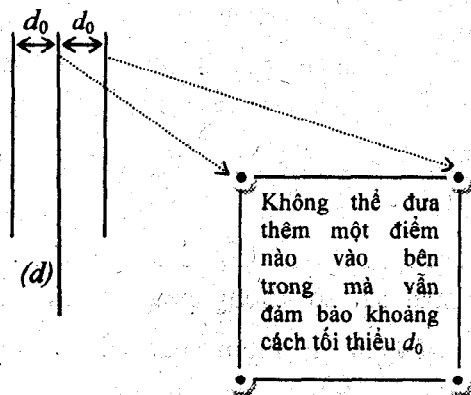 d₀ d₀
(d)
Không thể đưa
thêm một điểm
nào vào bên
trong mà vẫn
đảm bảo khoảng
cách tối thiểu d₀